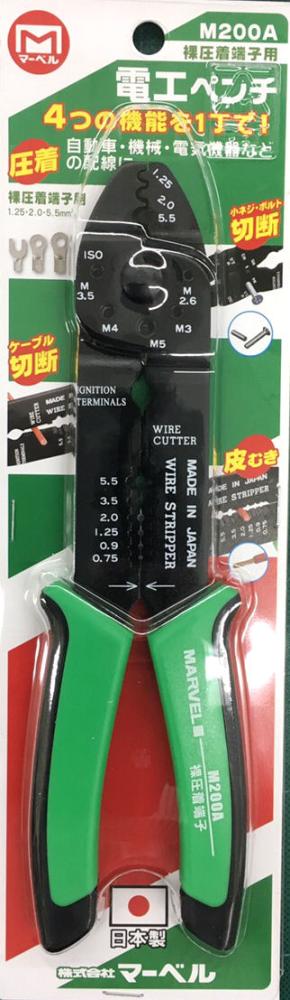 M
マーベル
M200A
裸圧着端子用
電工ペンチ
4つの機能を1丁で!
自動車・機械・電気機器など
の配線に
圧着
裸圧着端子用
1.25・2.0・5.5mm²
小ネジ・ボルト
切断
1.25
2.0
5.5
ISO
M
3.5
M
2.6
M4
M3
M5
ケーブル
切断
IGNITION
TERMINALS
WIRE
CUTTER
皮むき
MADE IN JAPAN
WIRE STRIPPER
5.5
3.5
2.0
1.25
0.9
0.75
MARVEL
M200A
裸圧着端子
日本製
株式会社マーベル